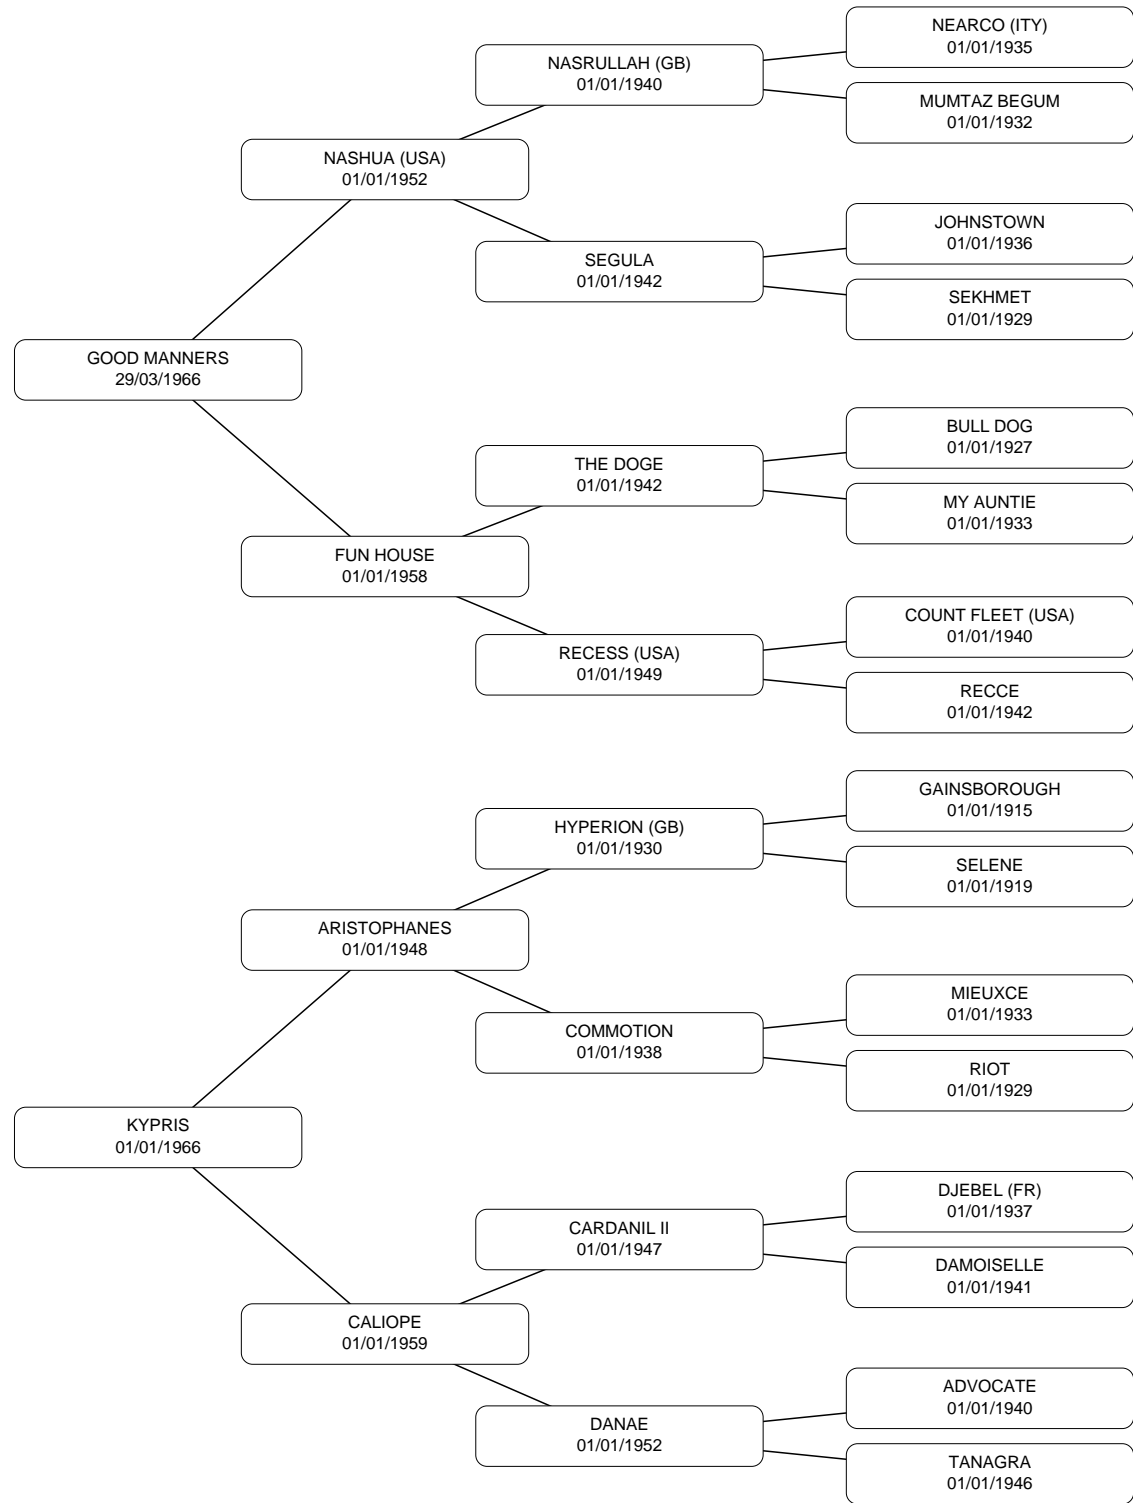 NEARCO (ITY)
01/01/1935
NASRULLAH (GB)
01/01/1940
MUMTAZ BEGUM
01/01/1932
NASHUA (USA)
01/01/1952
JOHNSTOWN
01/01/1936
SEGULA
01/01/1942
SEKHMET
01/01/1929
GOOD MANNERS
29/03/1966
BULL DOG
01/01/1927
THE DOGE
01/01/1942
MY AUNTIE
01/01/1933
FUN HOUSE
01/01/1958
COUNT FLEET (USA)
01/01/1940
RECESS (USA)
01/01/1949
RECCE
01/01/1942
GAINSBOROUGH
01/01/1915
HYPERION (GB)
01/01/1930
SELENE
01/01/1919
ARISTOPHANES
01/01/1948
MIEUXCE
01/01/1933
COMMOTION
01/01/1938
RIOT
01/01/1929
KYPRIS
01/01/1966
DJEBEL (FR)
01/01/1937
CARDANIL II
01/01/1947
DAMOISELLE
01/01/1941
CALIOPE
01/01/1959
ADVOCATE
01/01/1940
DANAE
01/01/1952
TANAGRA
01/01/1946